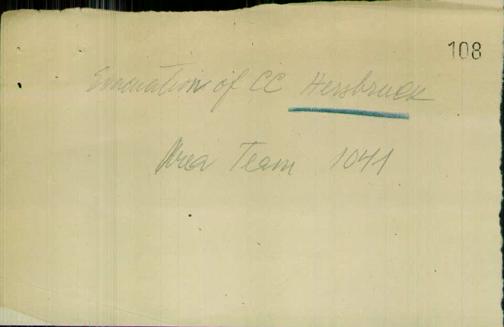 108
Evacuation of CC Hersbruck
Area Team 1041